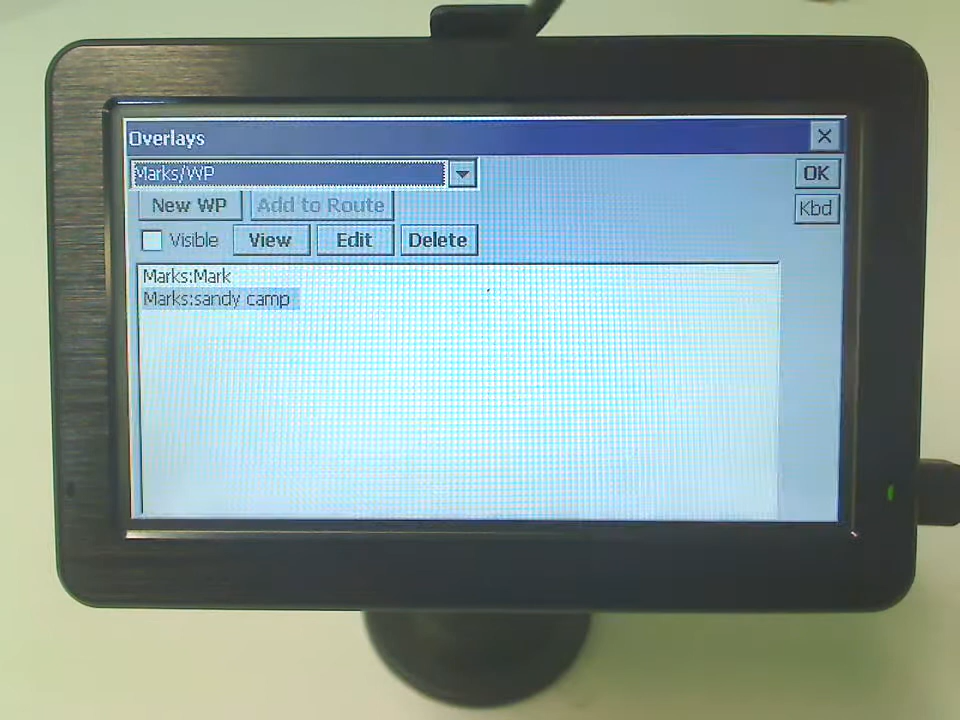 Overlays
Marks/WP
OK
New WP Add to Route
Kbd
Visible View Edit Delete
Marks:Mark
Marks:sandy camp